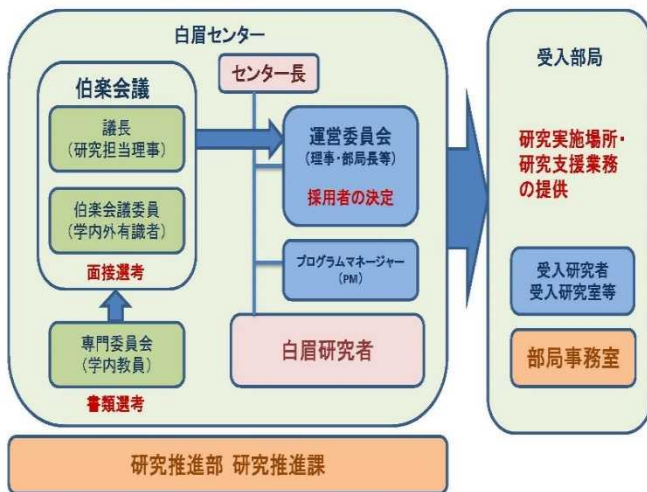 白眉センター
伯楽会議
議長
(研究担当理事)
伯楽会議委員
(学内外有識者)
面接選考
専門委員会
(学内教員)
書類選考
センター長
運営委員会
(理事・部局長等)
採用者の決定
プログラムマネージャー
(PM)
白眉研究者
研究推進部 研究推進課
受入部局
研究実施場所・
研究支援業務
の提供
受入研究者
受入研究室等
部局事務室